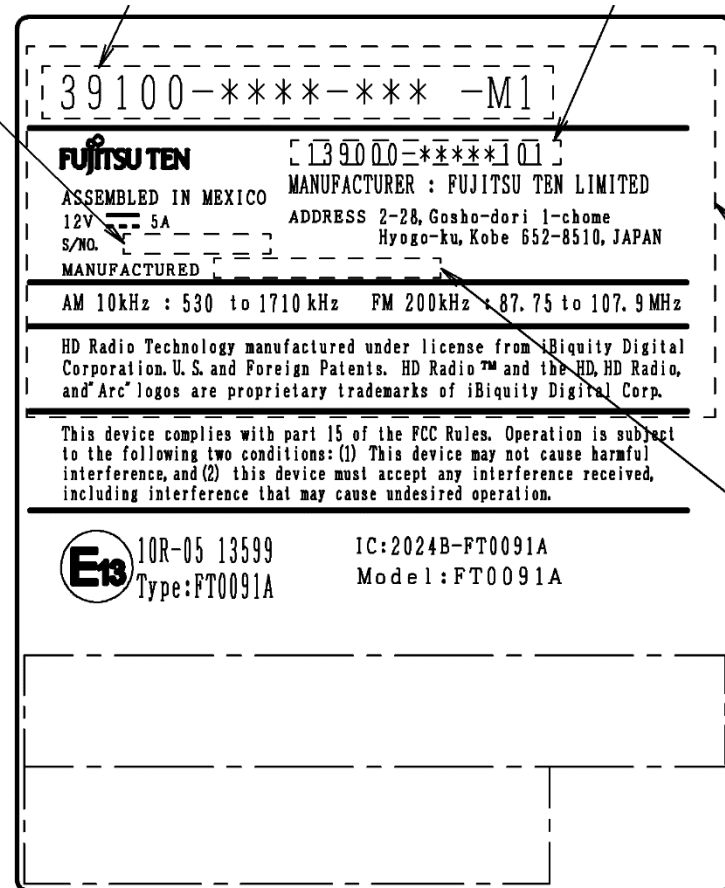 39100-****-*** -M1
FUJITSU TEN
139000-*****101
ASSEMBLED IN MEXICO
MANUFACTURER : FUJITSU TEN LIMITED
12V 5A
ADDRESS 2-28, Gosho-dori 1-chome
S/NO.
Hyogo-ku, Kobe 652-8510, JAPAN
MANUFACTURED
AM 10kHz : 530 to 1710 kHz FM 200kHz : 87.75 to 107.9 MHz
HD Radio Technology manufactured under license from iBiquity Digital
Corporation. U. S. and Foreign Patents. HD Radio ™ and the HD, HD Radio,
and"Arc" logos are proprietary trademarks of iBiquity Digital Corp.
This device complies with part 15 of the FCC Rules. Operation is subject
to the following two conditions: (1) This device may not cause harmful
interference, and (2) this device must accept any interference received,
including interference that may cause undesired operation.
E13
10R-05 13599
Type:FT0091A
IC:2024B-FT0091A
Model:FT0091A